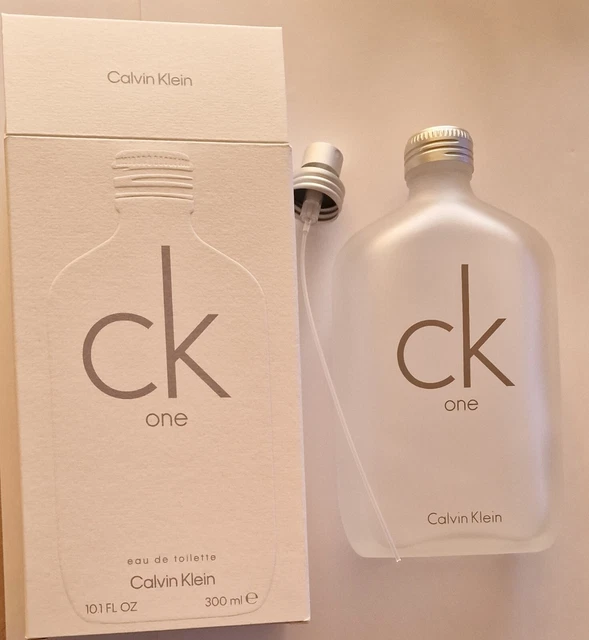 Calvin Klein
ck
one
eau de toilette
Calvin Klein
10.1 FL OZ 300 ml ℮
ck
one
Calvin Klein